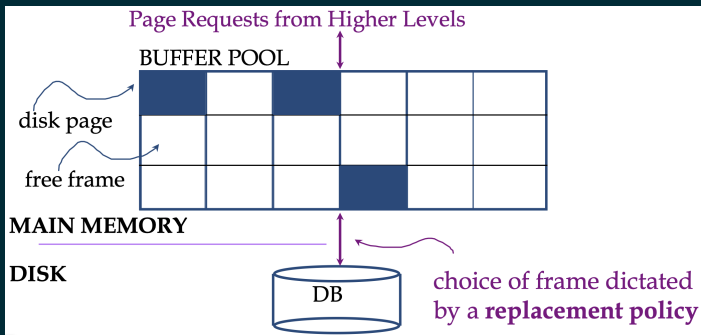 Page Requests from Higher Levels
BUFFER POOL
disk page
free frame
MAIN MEMORY
DISK
DB
choice of frame dictated
by a replacement policy